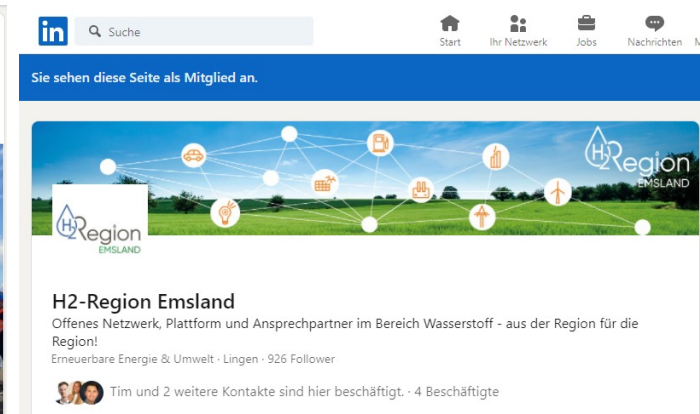 in
Suche
Start
Ihr Netzwerk
Jobs
Nachrichten
Sie sehen diese Seite als Mitglied an.
H2Region
EMSLAND
H2Region
EMSLAND
H2-Region Emsland
Offenes Netzwerk, Plattform und Ansprechpartner im Bereich Wasserstoff - aus der Region für die
Region!
Erneuerbare Energie & Umwelt · Lingen · 926 Follower
Tim und 2 weitere Kontakte sind hier beschäftigt. · 4 Beschäftigte